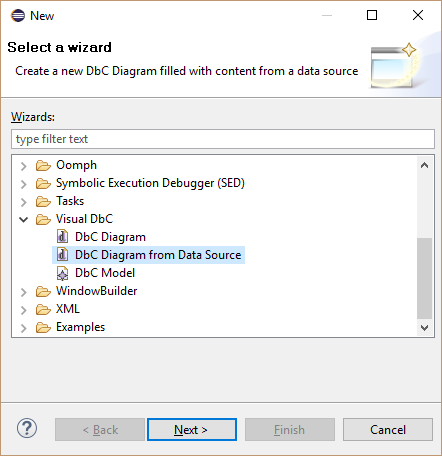 New
Select a wizard
Create a new DbC Diagram filled with content from a data source
Wizards:
type filter text
Oomph
Symbolic Execution Debugger (SED)
Tasks
Visual DbC
DbC Diagram
DbC Diagram from Data Source
DbC Model
WindowBuilder
XML
Examples
? < Back Next > Finish Cancel